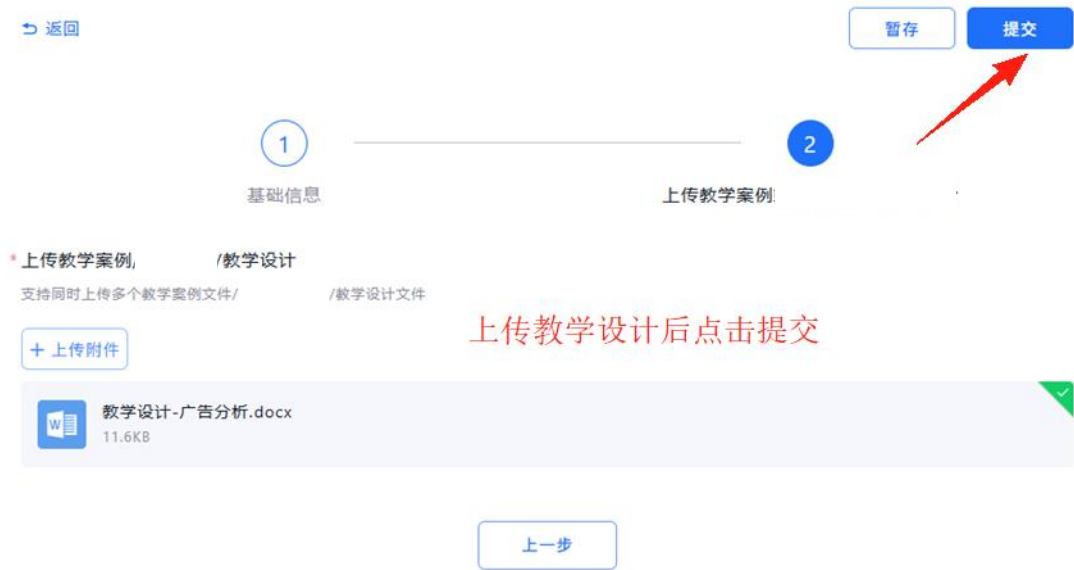 返回
暂存
提交
1
2
基础信息
上传教学案例
* 上传教学案例/ /教学设计
支持同时上传多个教学案例文件/ /教学设计文件
上传教学设计后点击提交
+ 上传附件
W
教学设计-广告分析.docx
11.6KB
上一步